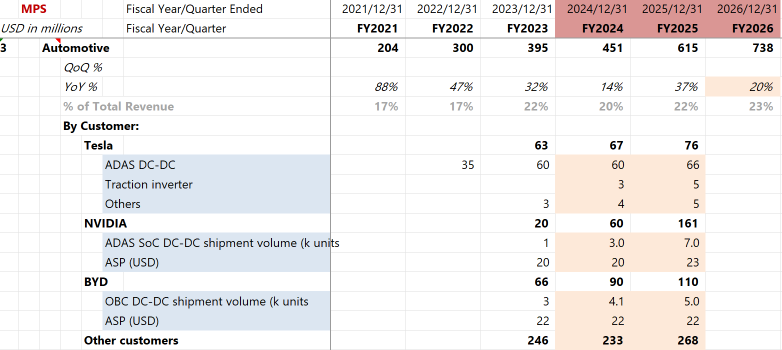 MPS Fiscal Year/Quarter Ended 2021/12/31 2022/12/31 2023/12/31 2024/12/31 2025/12/31 2026/12/31
USD in millions Fiscal Year/Quarter FY2021 FY2022 FY2023 FY2024 FY2025 FY2026
3 Automotive 204 300 395 451 615 738
QoQ %
YoY % 88% 47% 32% 14% 37% 20%
% of Total Revenue 17% 17% 22% 20% 22% 23%
By Customer:
Tesla 63 67 76
ADAS DC-DC 35 60 60 66
Traction inverter 3 5
Others 3 4 5
NVIDIA 20 60 161
ADAS SoC DC-DC shipment volume (k units 1 3.0 7.0
ASP (USD) 20 20 23
BYD 66 90 110
OBC DC-DC shipment volume (k units 3 4.1 5.0
ASP (USD) 22 22 22
Other customers 246 233 268